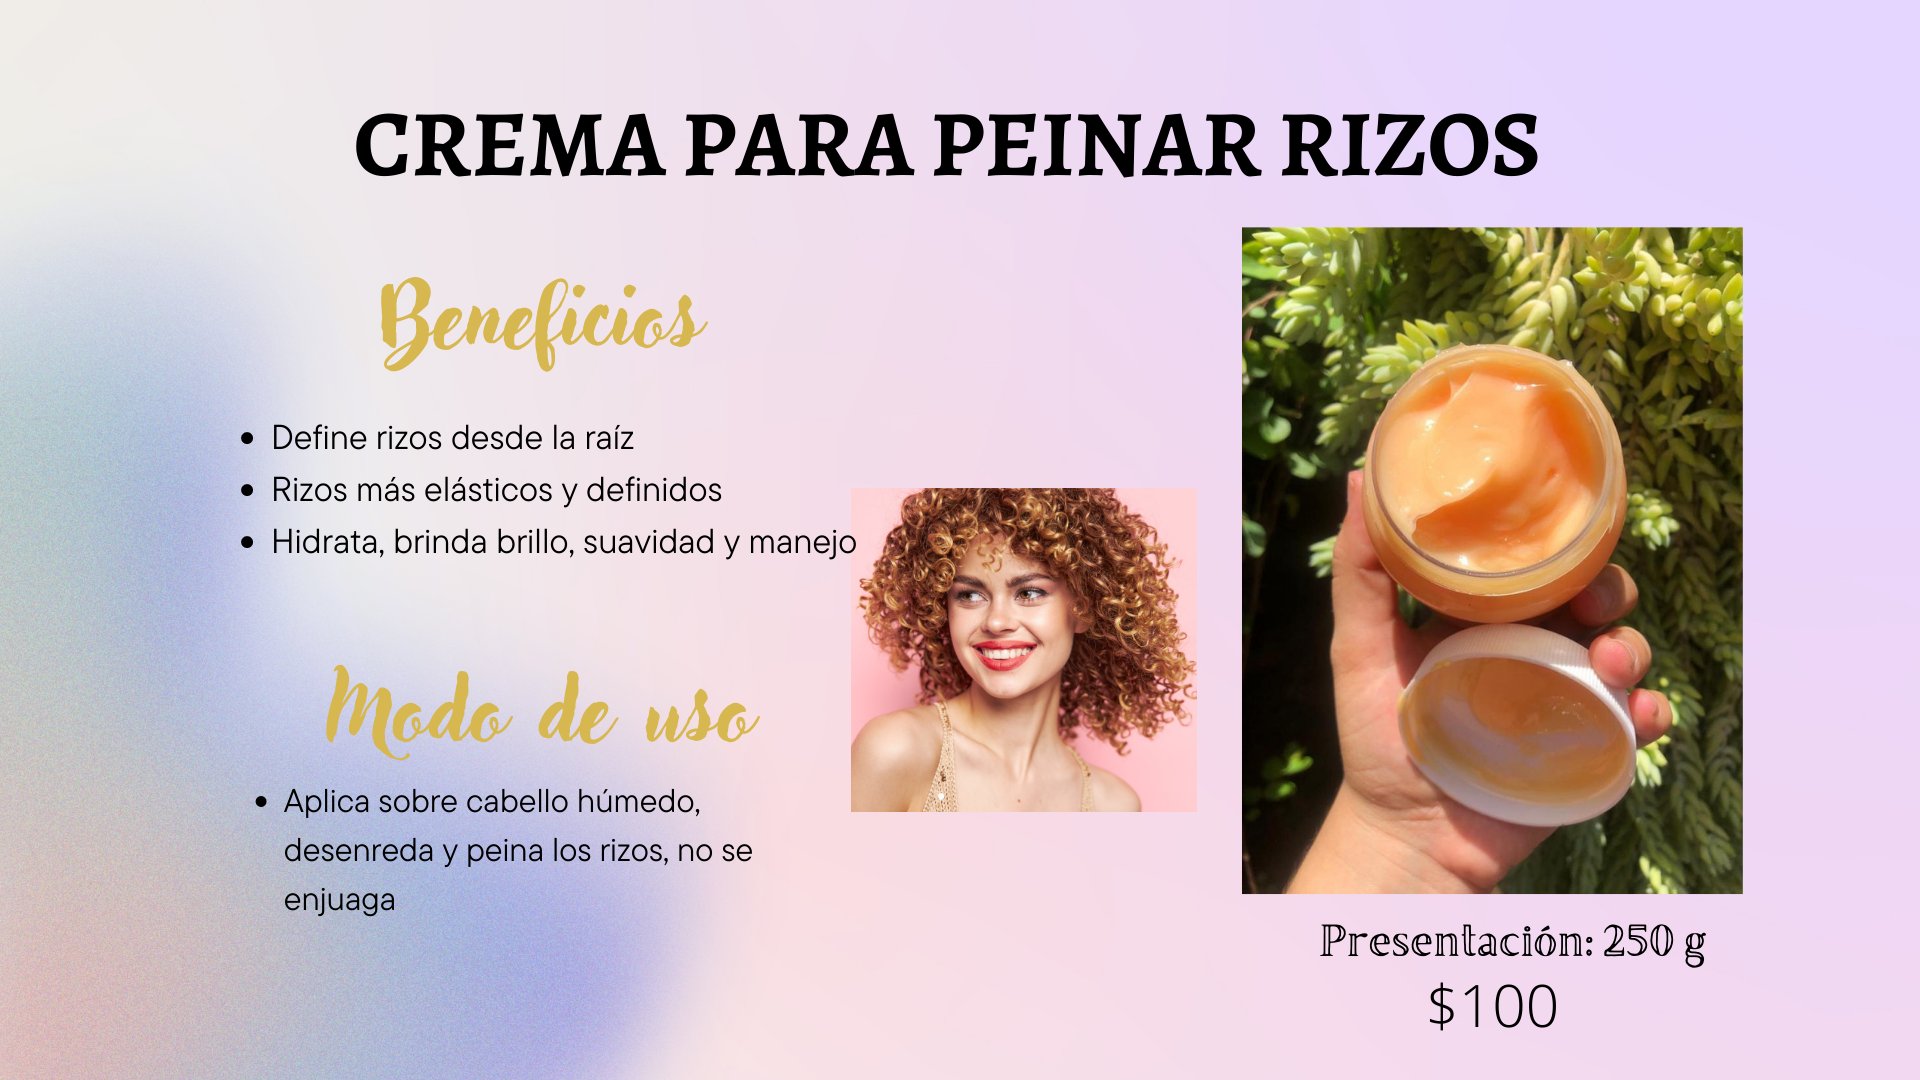 CREMA PARA PEINAR RIZOS
Beneficios
• Define rizos desde la raíz
• Rizos más elásticos y definidos
• Hidrata, brinda brillo, suavidad y manejo
Modo de uso
• Aplica sobre cabello húmedo,
desenreda y peina los rizos, no se
enjuaga
Presentación: 250 g
$100